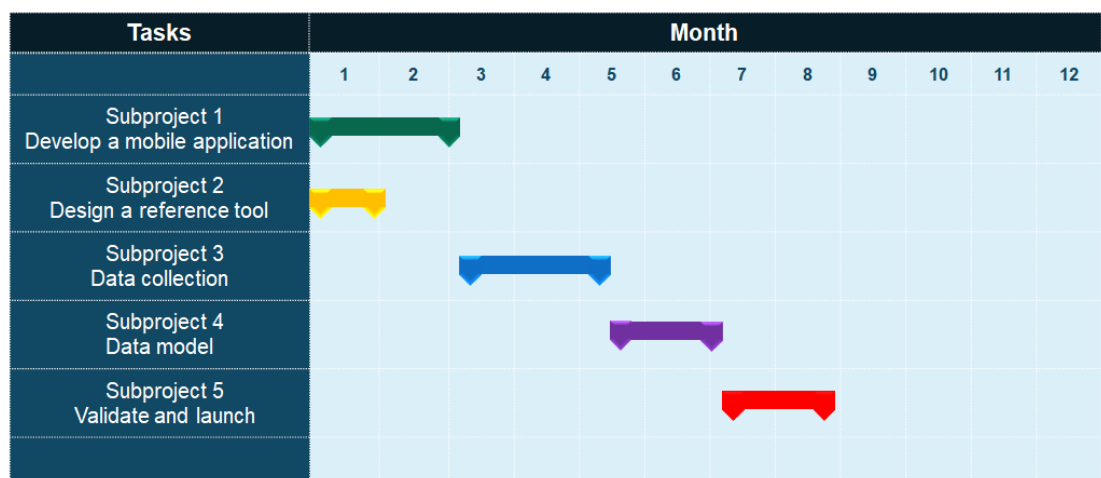 Tasks
Month
1 2 3 4 5 6 7 8 9 10 11 12
Subproject 1
Develop a mobile application
Subproject 2
Design a reference tool
Subproject 3
Data collection
Subproject 4
Data model
Subproject 5
Validate and launch